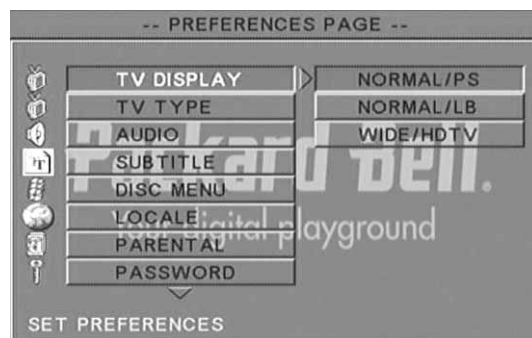 -- PREFERENCES PAGE --
TV DISPLAY
NORMAL/PS
TV TYPE
NORMAL/LB
AUDIO
WIDE/HDTV
SUBTITLE
DISC MENU
LOCALE
PARENTAL
PASSWORD
Packard Bell.
Your digital playground
SET PREFERENCES